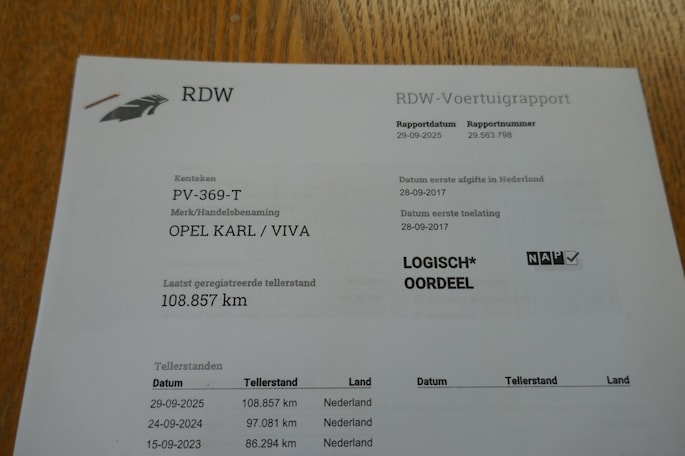 RDW
RDW-Voertuigrapport
Rapportdatum Rapportnummer
29-09-2025 29.563.798
Kenteken
PV-369-T
Merk/Handelsbenaming
OPEL KARL / VIVA
Datum eerste afgifte in Nederland
28-09-2017
Datum eerste toelating
28-09-2017
Laatst geregistreerde tellerstand
108.857 km
LOGISCH*
OORDEEL
NAP
Tellerstanden
Datum Tellerstand Land
29-09-2025 108.857 km Nederland
24-09-2024 97.081 km Nederland
15-09-2023 86.294 km Nederland
Datum Tellerstand Land